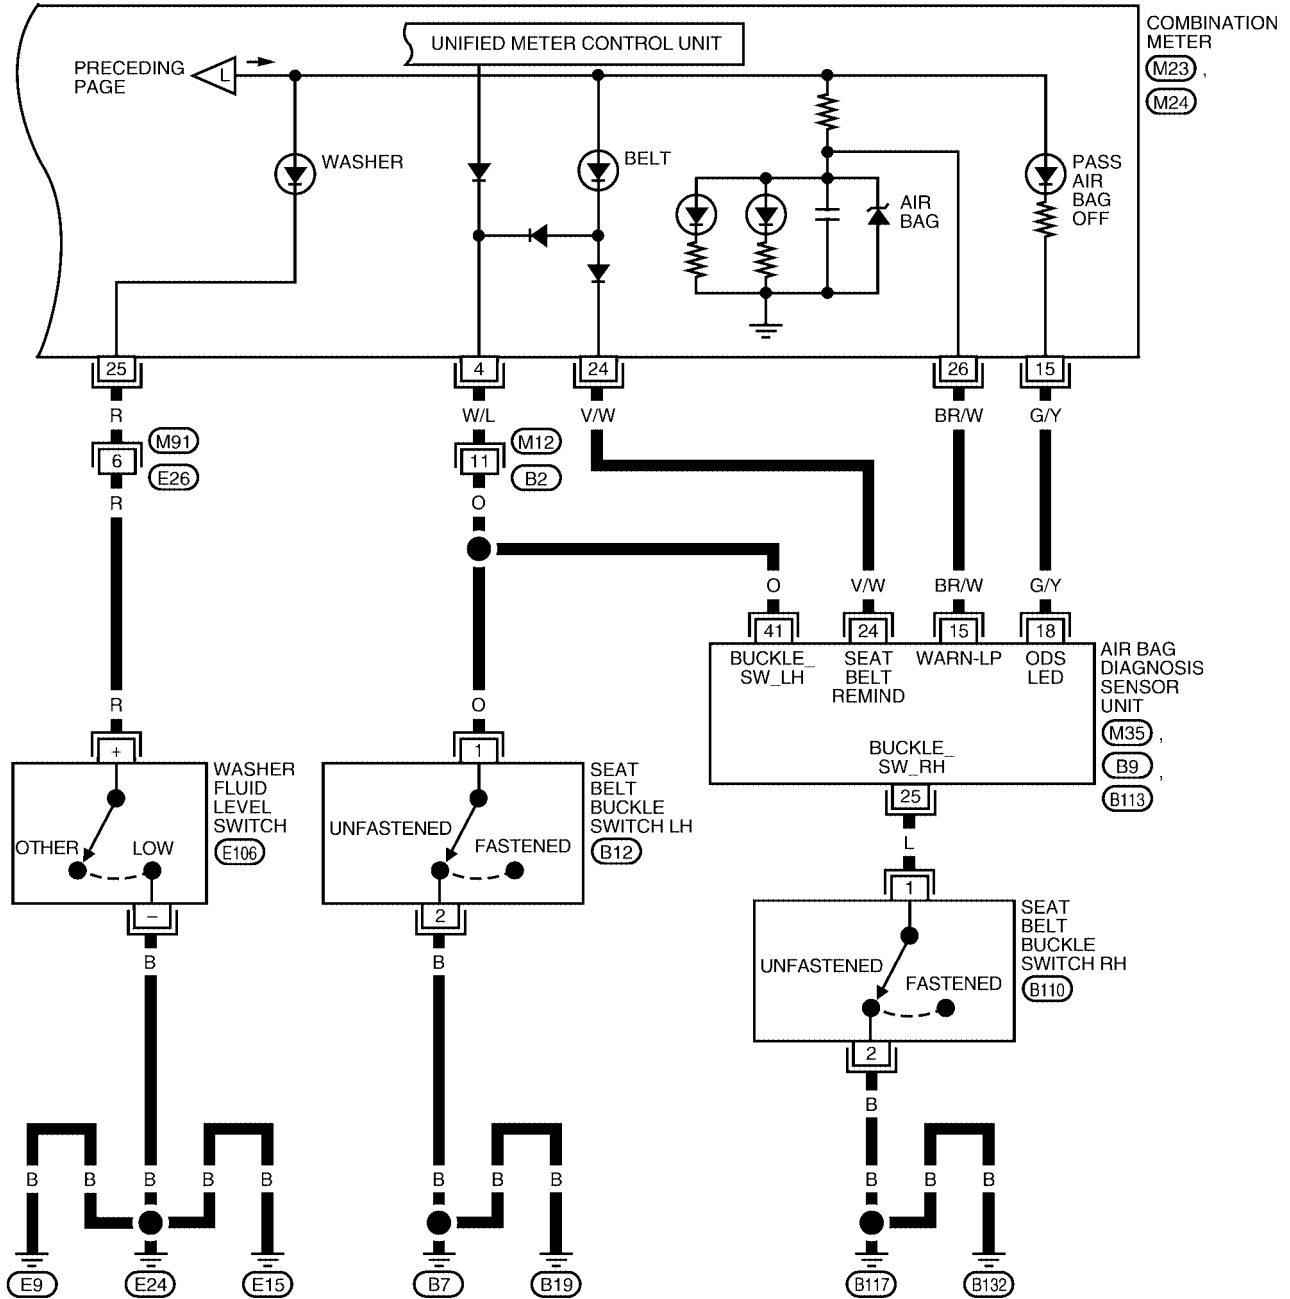 COMBINATION
METER
M23 ,
M24
UNIFIED METER CONTROL UNIT
PRECEDING
PAGE
L
WASHER
BELT
AIR
BAG
PASS
AIR
BAG
OFF
25
4
24
26
15
R
W/L
V/W
BR/W
G/Y
6
M91
E26
11
M12
B2
R
O
O
V/W
BR/W
G/Y
41
24
15
18
BUCKLE_
SW_LH
SEAT
BELT
REMIND
WARN-LP
ODS
LED
AIR BAG
DIAGNOSIS
SENSOR
UNIT
M35 ,
B9 ,
B113
BUCKLE_
SW_RH
25
L
R
O
+
1
OTHER
LOW
WASHER
FLUID
LEVEL
SWITCH
E106
UNFASTENED
FASTENED
SEAT
BELT
BUCKLE
SWITCH LH
B12
1
UNFASTENED
FASTENED
SEAT
BELT
BUCKLE
SWITCH RH
B110
–
2
2
B
B
B
B
B
B
B
B
B
B
B
B
B
E9
E24
E15
B7
B19
B117
B132